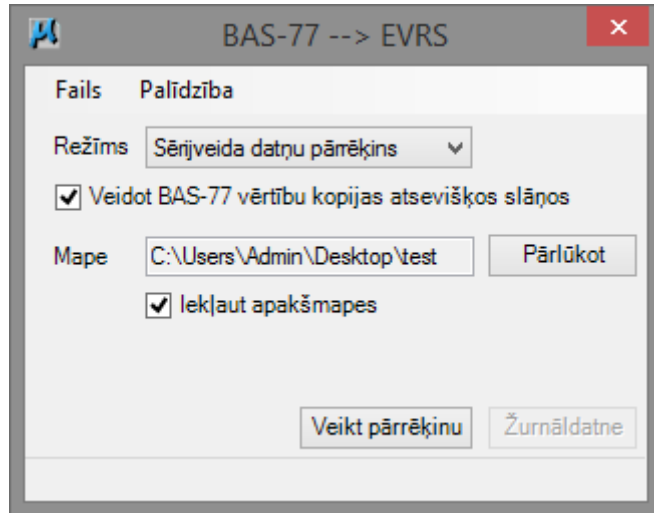 BAS-77 --> EVRS
Fails Palīdzība
Režīms Sērijveida datņu pārrēķins
Veidot BAS-77 vērtību kopijas atsevišķos slāņos
Mape C:\Users\Admin\Desktop\test Pārlūkot
Iekļaut apakšmapes
Veikt pārrēķinu Žurnāldatne